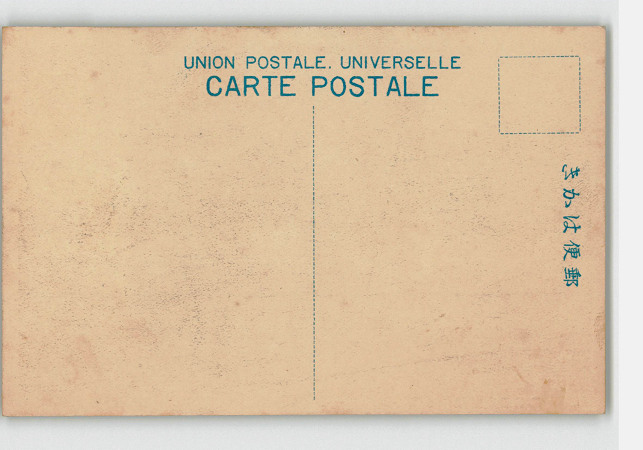 UNION POSTALE. UNIVERSELLE
CARTE POSTALE
郵便はかき